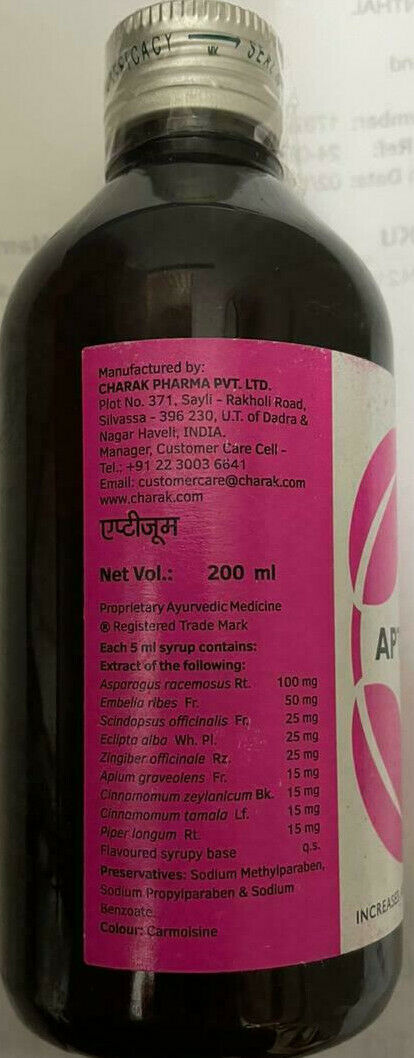 MK
Manufactured by:
CHARAK PHARMA PVT. LTD.
Plot No. 371, Sayli - Rakholi Road,
Silvassa - 396 230, U.T. of Dadra &
Nagar Haveli, INDIA.
Manager, Customer Care Cell -
Tel.: +91 22 3003 6641
Email: customercare@charak.com
www.charak.com
एप्टीजूम
Net Vol.: 200 ml
Proprietary Ayurvedic Medicine
® Registered Trade Mark
Each 5 ml syrup contains:
Extract of the following:
Asparagus racemosus Rt. 100 mg
Embelia ribes Fr. 50 mg
Scindapsus officinalis Fr. 25 mg
Eclipta alba Wh. Pl. 25 mg
Zingiber officinale Rz. 25 mg
Apium graveolens Fr. 15 mg
Cinnamomum zeylanicum Bk. 15 mg
Cinnamomum tamala Lf. 15 mg
Piper longum Rt. 15 mg
Flavoured syrupy base q.s.
Preservatives: Sodium Methylparaben,
Sodium Propylparaben & Sodium
Benzoate
Colour: Carmoisine
AP